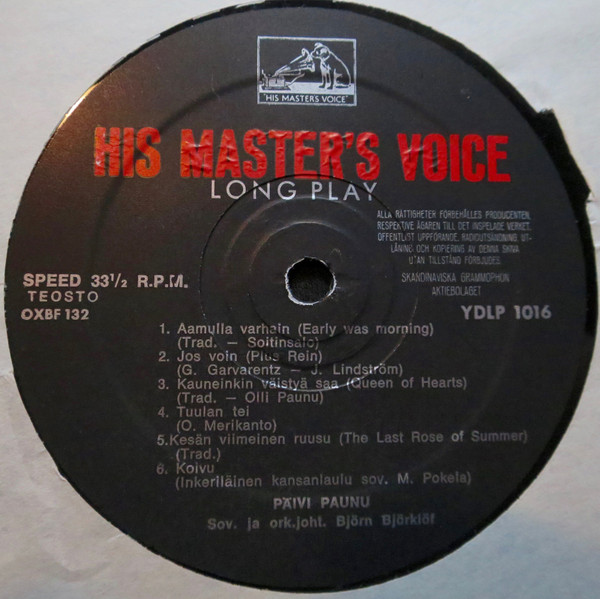 "HIS MASTER'S VOICE"
HIS MASTER'S VOICE
LONG PLAY
ALLA RÄTTIGHETER FÖRBEHÅLLES PRODUCENTEN,
RESPEKTIVE ÄGAREN TILL DET INSPELADE VERKET.
OFFENTLIGT UPPFÖRANDE, RADIOUTSÄNDNING UT-
LÅNING OCH KOPIERING AV DENNA SKIVA
UTAN TILLSTÅND FÖRBJUDES.
SKANDINAVISKA GRAMMOPHON
AKTIEBOLAGET
SPEED 33½ R.P.M.
TEOSTO
OXBF 132
YDLP 1016
1. Aamulla varhain (Early was morning)
(Trad. – Soitinsalo)
2. Jos voin (Plus Rein)
(G. Garvarentz – J. Lindström)
3. Kauneinkin väistyä saa (Queen of Hearts)
(Trad. – Olli Paunu)
4. Tuulan tei
(O. Merikanto)
5.Kesän viimeinen ruusu (The Last Rose of Summer)
(Trad.)
6. Koivu
(Inkeriläinen kansanlaulu sov. M. Pokela)
PÄIVI PAUNU
Sov. ja ork.joht. Björn Björklöf